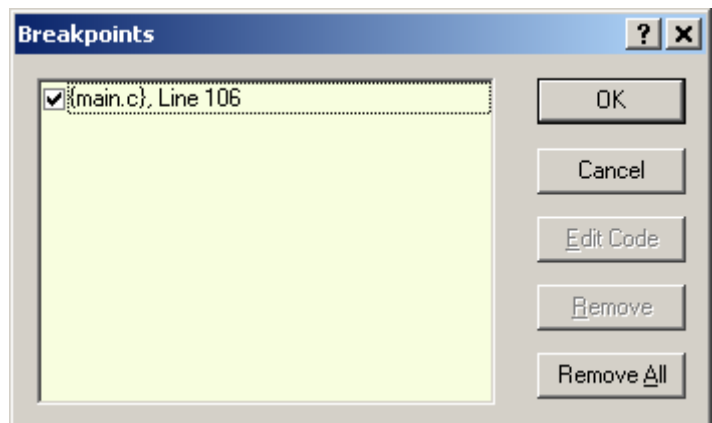 Breakpoints
{main.c}, Line 106
OK
Cancel
Edit Code
Remove
Remove All